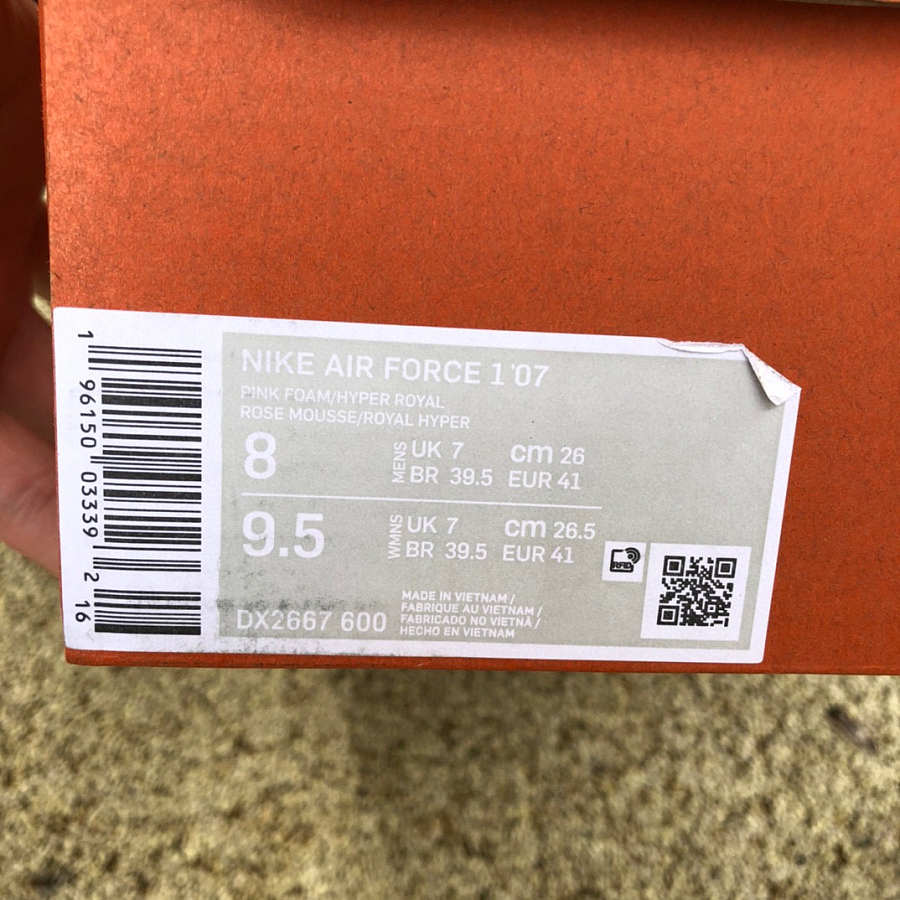 NIKE AIR FORCE 1 '07
PINK FOAM/HYPER ROYAL
ROSE MOUSSE/ROYAL HYPER
8 MENS UK 7 cm 26
BR 39.5 EUR 41
9.5 WMNS UK 7 cm 26.5
BR 39.5 EUR 41
DX2667 600
MADE IN VIETNAM /
FABRIQUE AU VIETNAM /
FABRICADO NO VIETNÃ /
HECHO EN VIETNAM
RFID
1 96150 03339 2 16